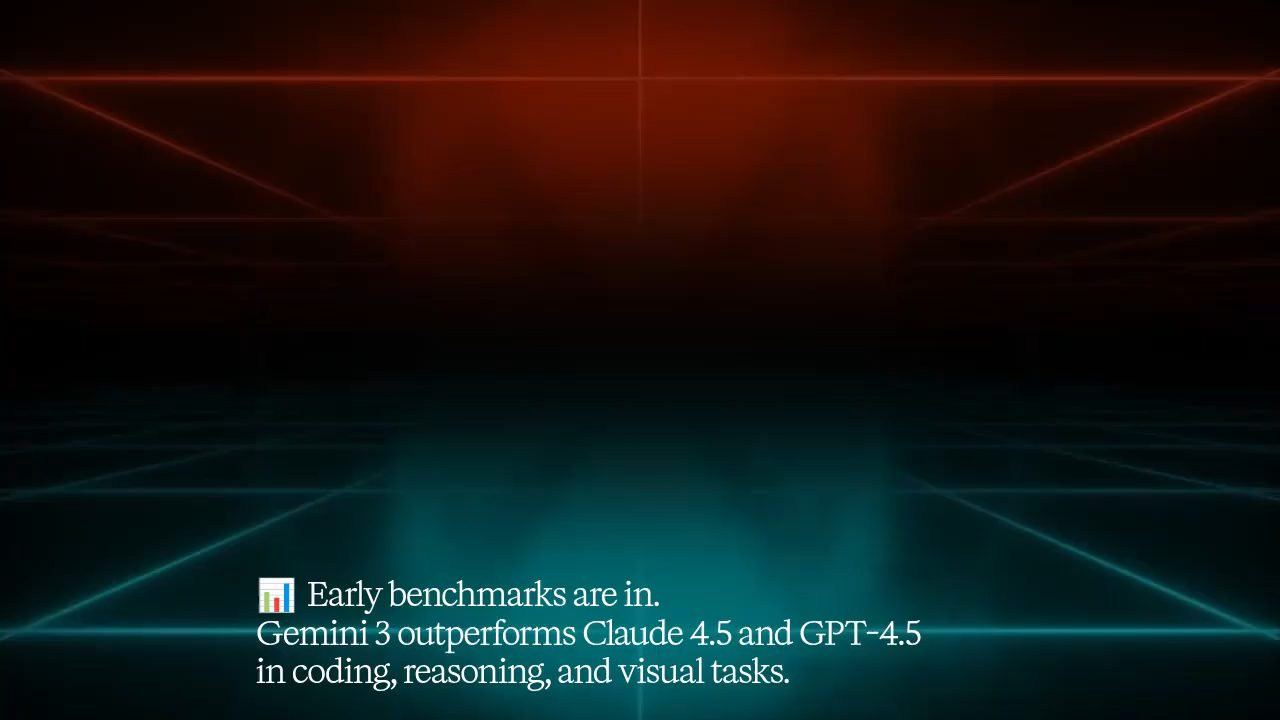 📊 Early benchmarks are in.
Gemini 3 outperforms Claude 4.5 and GPT-4.5
in coding, reasoning, and visual tasks.